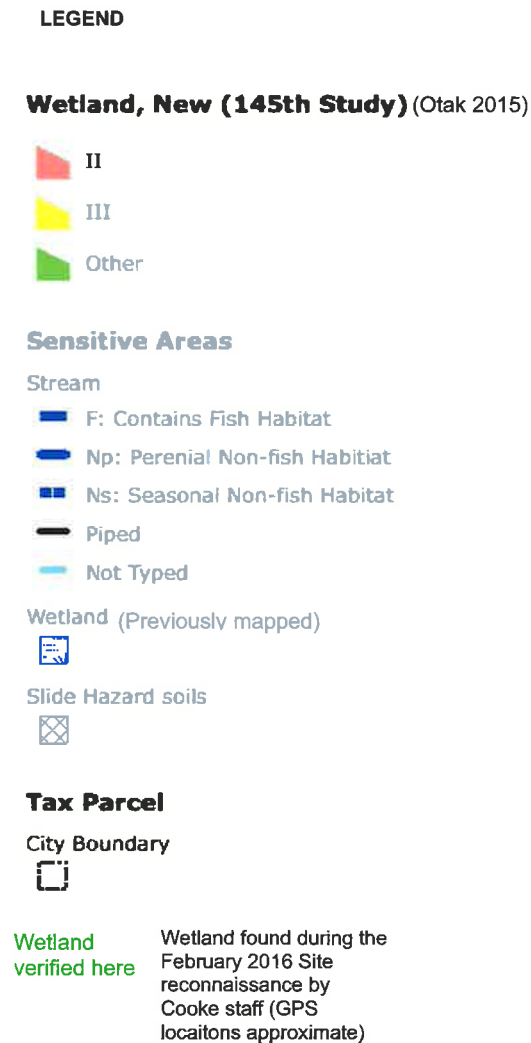 LEGEND
Wetland, New (145th Study) (Otak 2015)
II
III
Other
Sensitive Areas
Stream
F: Contains Fish Habitat
Np: Perenial Non-fish Habitiat
Ns: Seasonal Non-fish Habitat
Piped
Not Typed
Wetland (Previously mapped)
Slide Hazard soils
Tax Parcel
City Boundary
Wetland
verified here
Wetland found during the
February 2016 Site
reconnaissance by
Cooke staff (GPS
locaitons approximate)